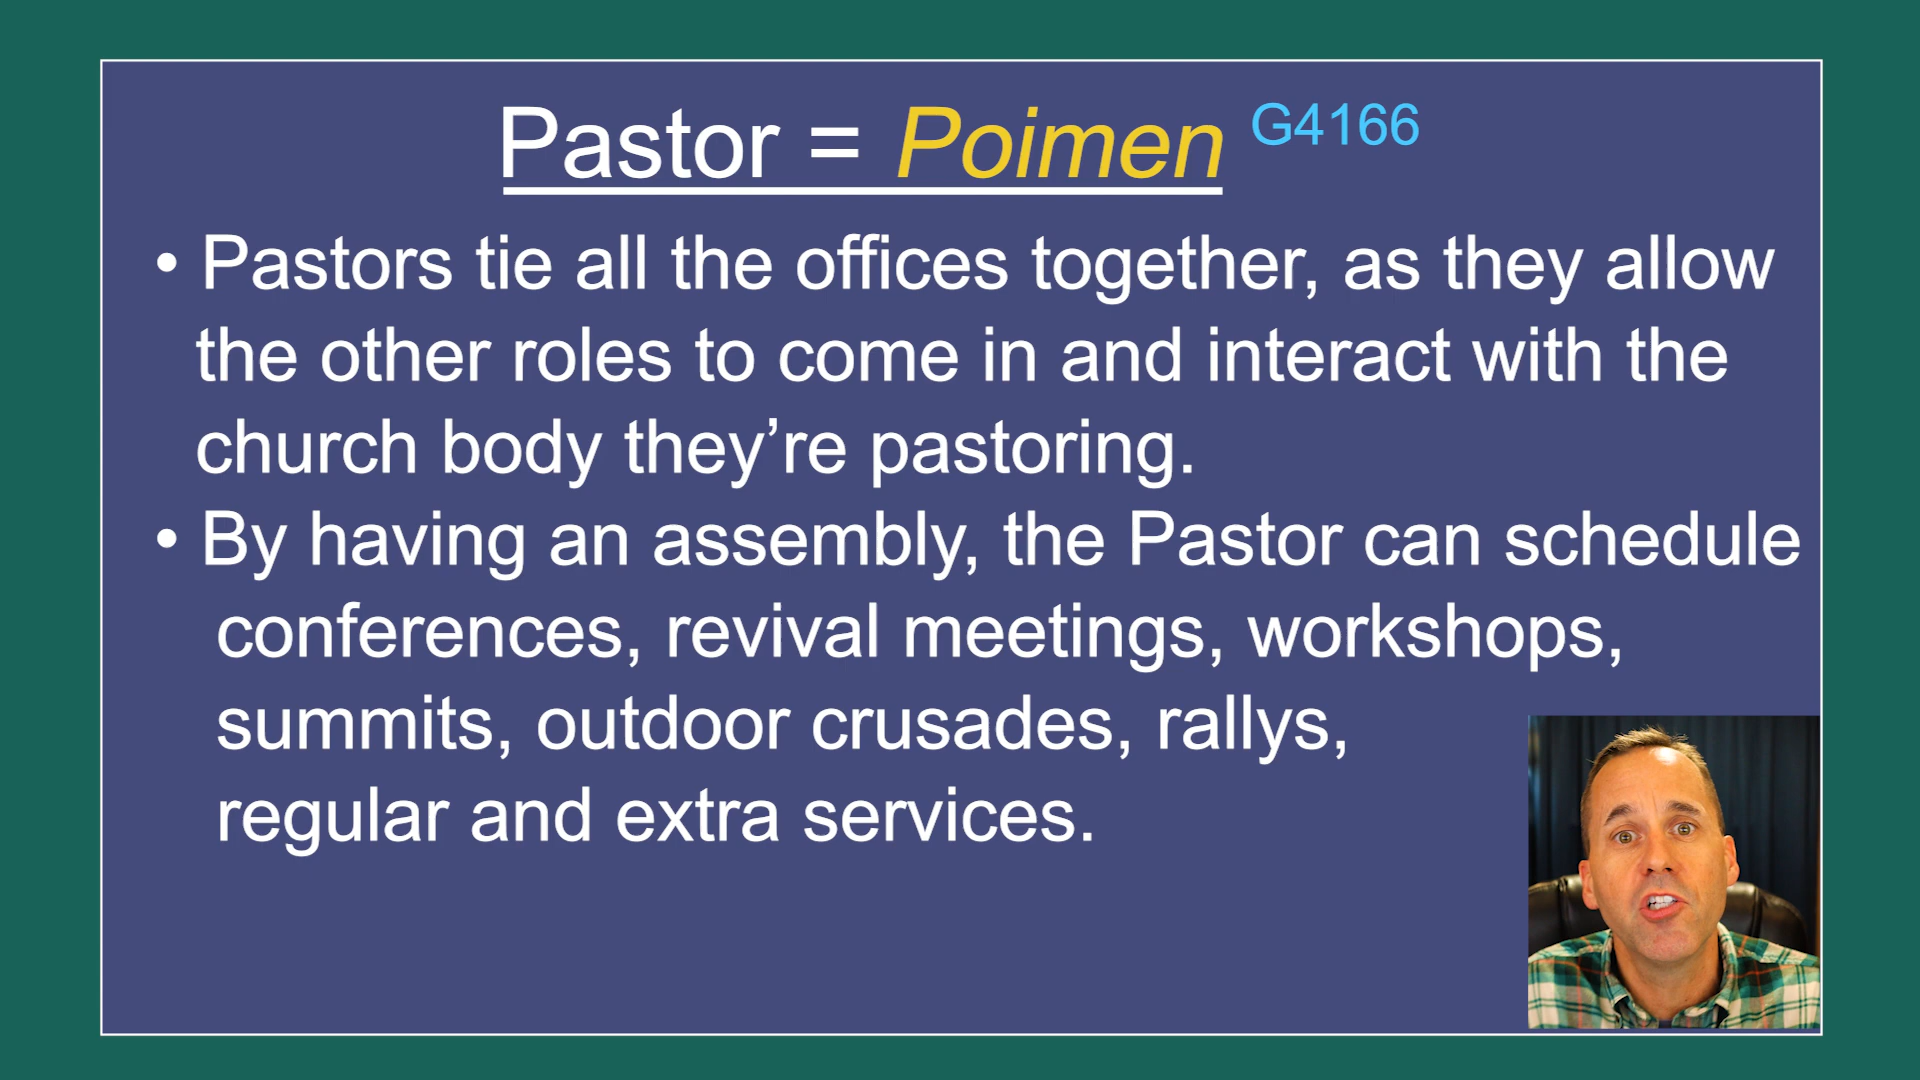 Pastor = Poimen G4166
• Pastors tie all the offices together, as they allow
the other roles to come in and interact with the
church body they’re pastoring.
• By having an assembly, the Pastor can schedule
conferences, revival meetings, workshops,
summits, outdoor crusades, rallys,
regular and extra services.